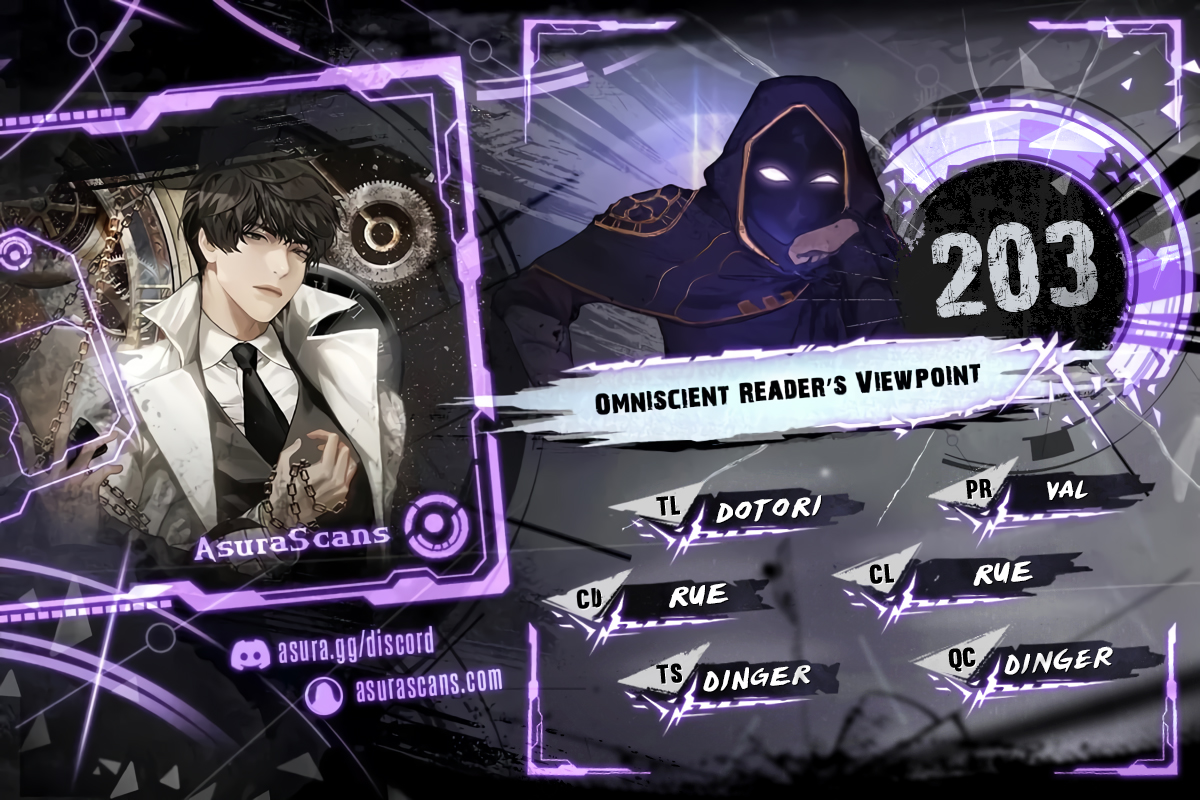 203
OMNISCIENT READER'S VIEWPOINT
TL DOTORI
PR VAL
CD RUE
CL RUE
TS DINGER
QC DINGER
AsuraScans
asura.gg/discord
asurascans.com